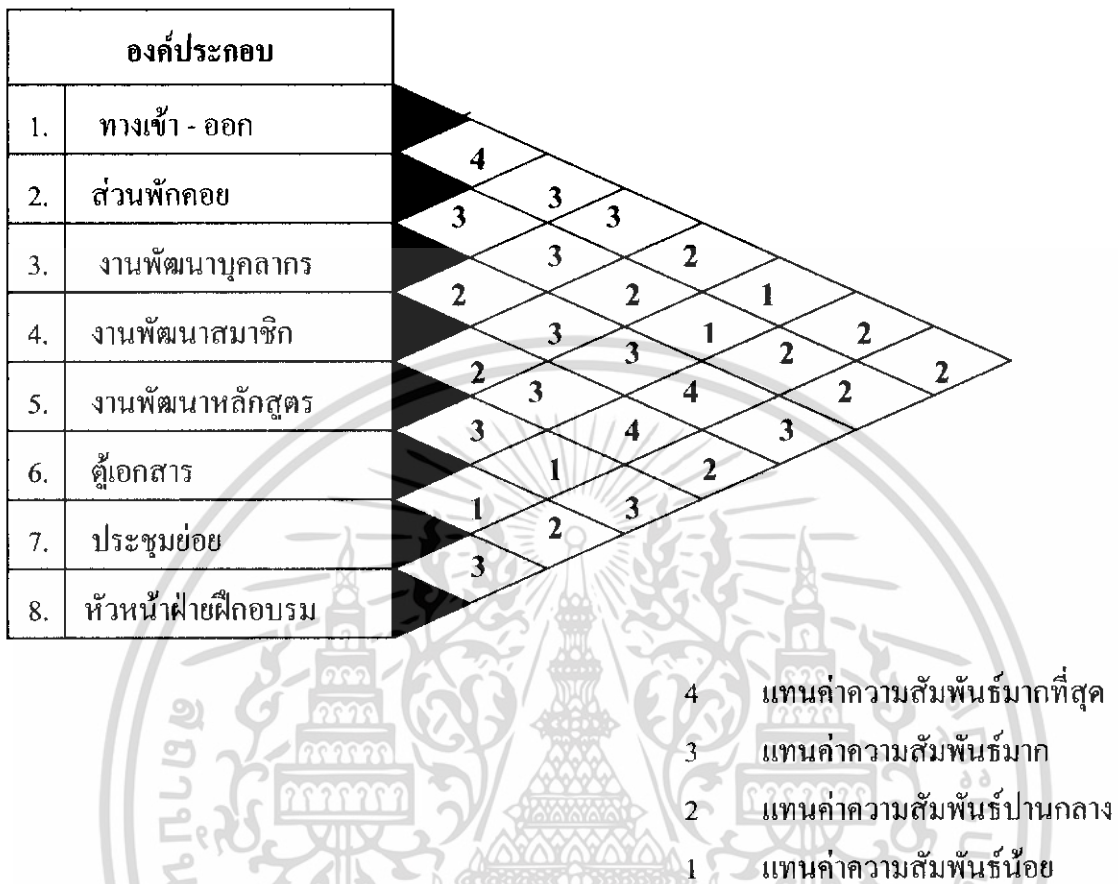 องค์ประกอบ
1. ทางเข้า - ออก
4
2. ส่วนพักคอย
3 3
3
3. งานพัฒนาบุคลากร
3 2
2 2 1
4. งานพัฒนาสมาชิก
3 1 2
3 2 2
2
5. งานพัฒนาหลักสูตร
3 4 2
3 4 3
6. ตู้เอกสาร
1 2
1 3
2
7. ประชุมย่อย
3
8. หัวหน้าฝ่ายฝึกอบรม
4 แทนค่าความสัมพันธ์มากที่สุด
3 แทนค่าความสัมพันธ์มาก
2 แทนค่าความสัมพันธ์ปานกลาง
1 แทนค่าความสัมพันธ์น้อย